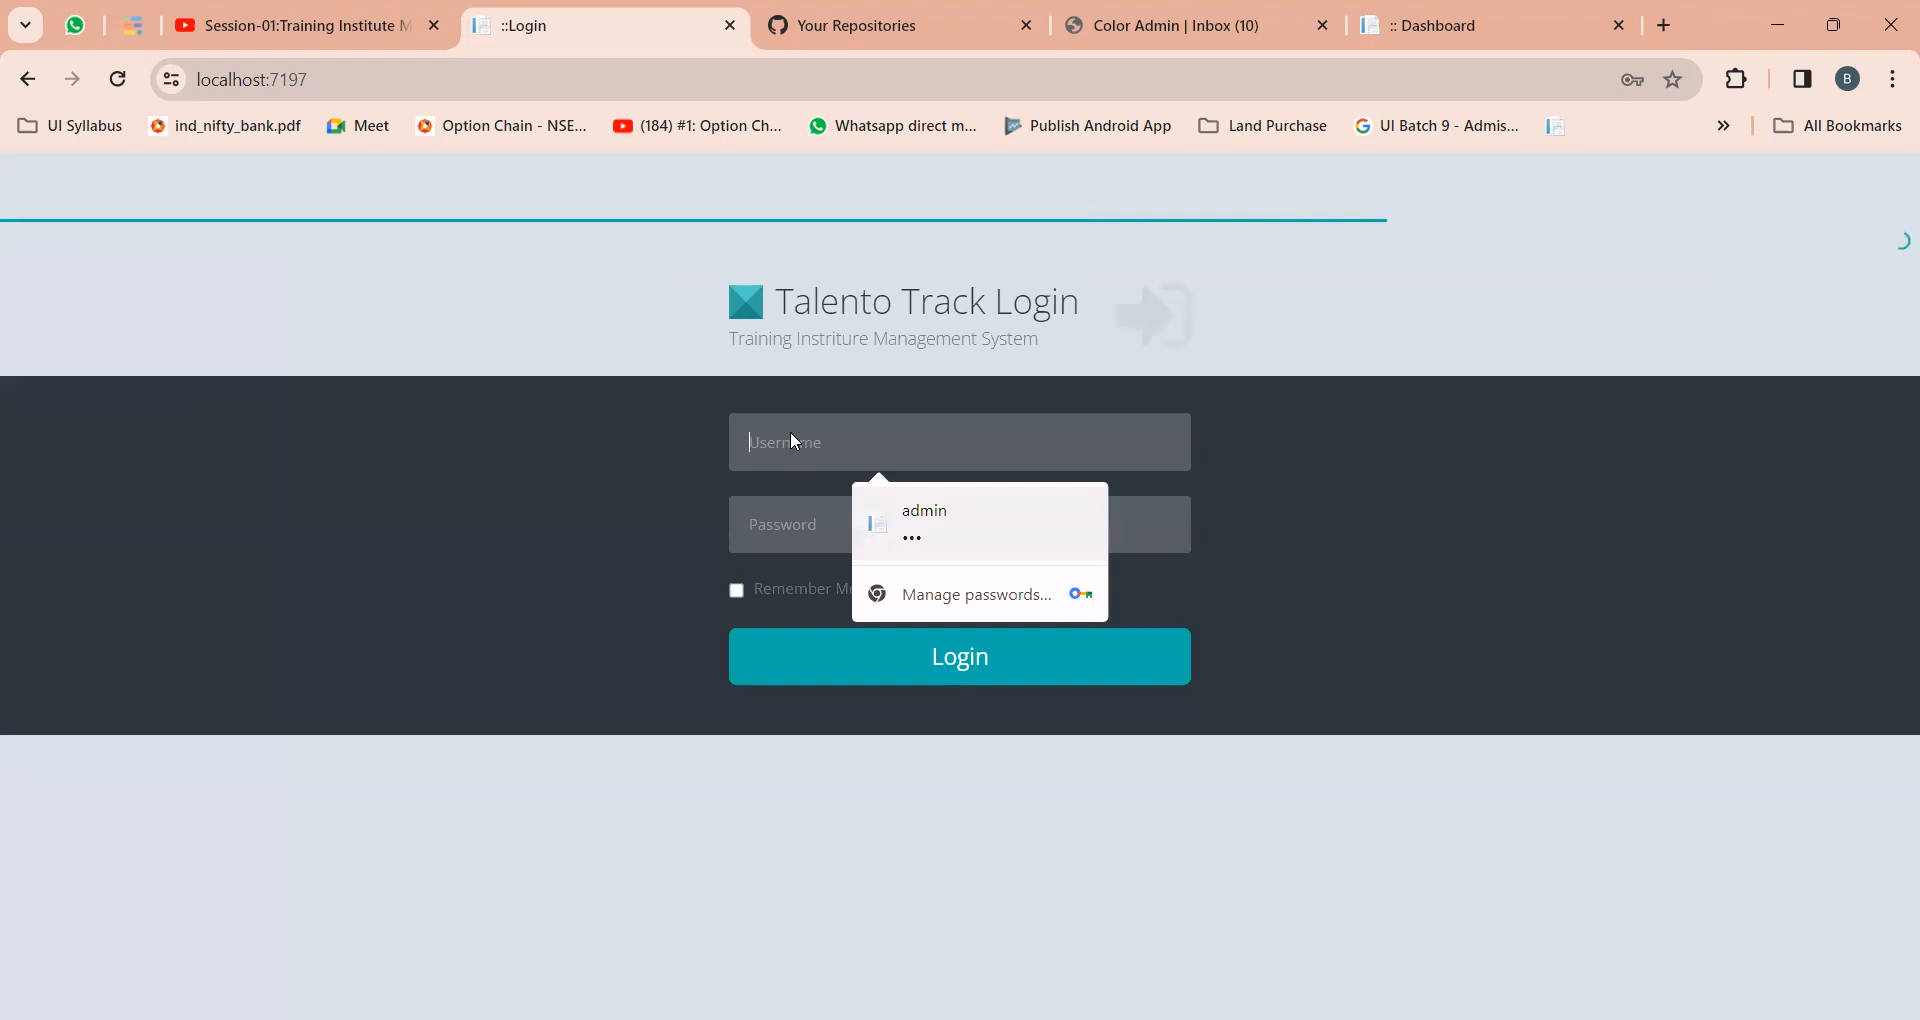 Session-01:Training Institute M
::Login
Your Repositories
Color Admin | Inbox (10)
:: Dashboard
localhost:7197
B
UI Syllabus
ind_nifty_bank.pdf
Meet
Option Chain - NSE...
(184) #1: Option Ch...
Whatsapp direct m...
Publish Android App
Land Purchase
UI Batch 9 - Admis...
All Bookmarks
Talento Track Login
Training Instriture Management System
Username
admin
•••
Password
Remember Me
Manage passwords...
Login